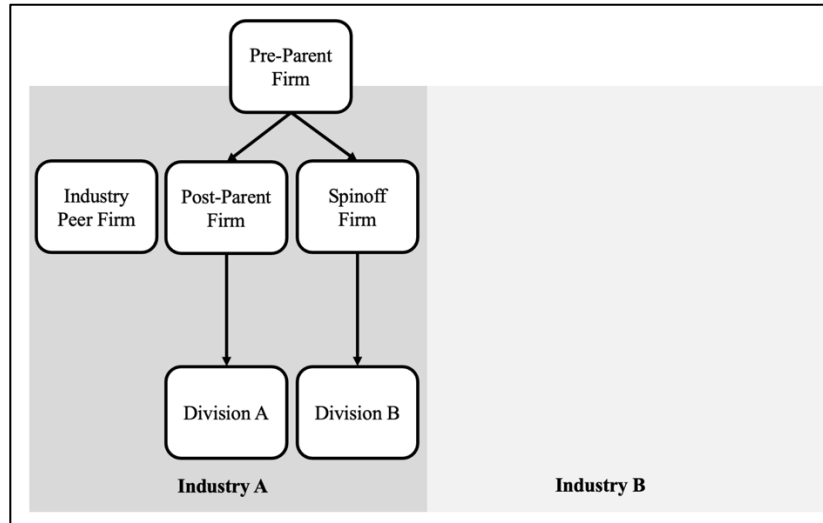 Pre-Parent
Firm
Industry
Peer Firm
Post-Parent
Firm
Spinoff
Firm
Division A
Division B
Industry A
Industry B